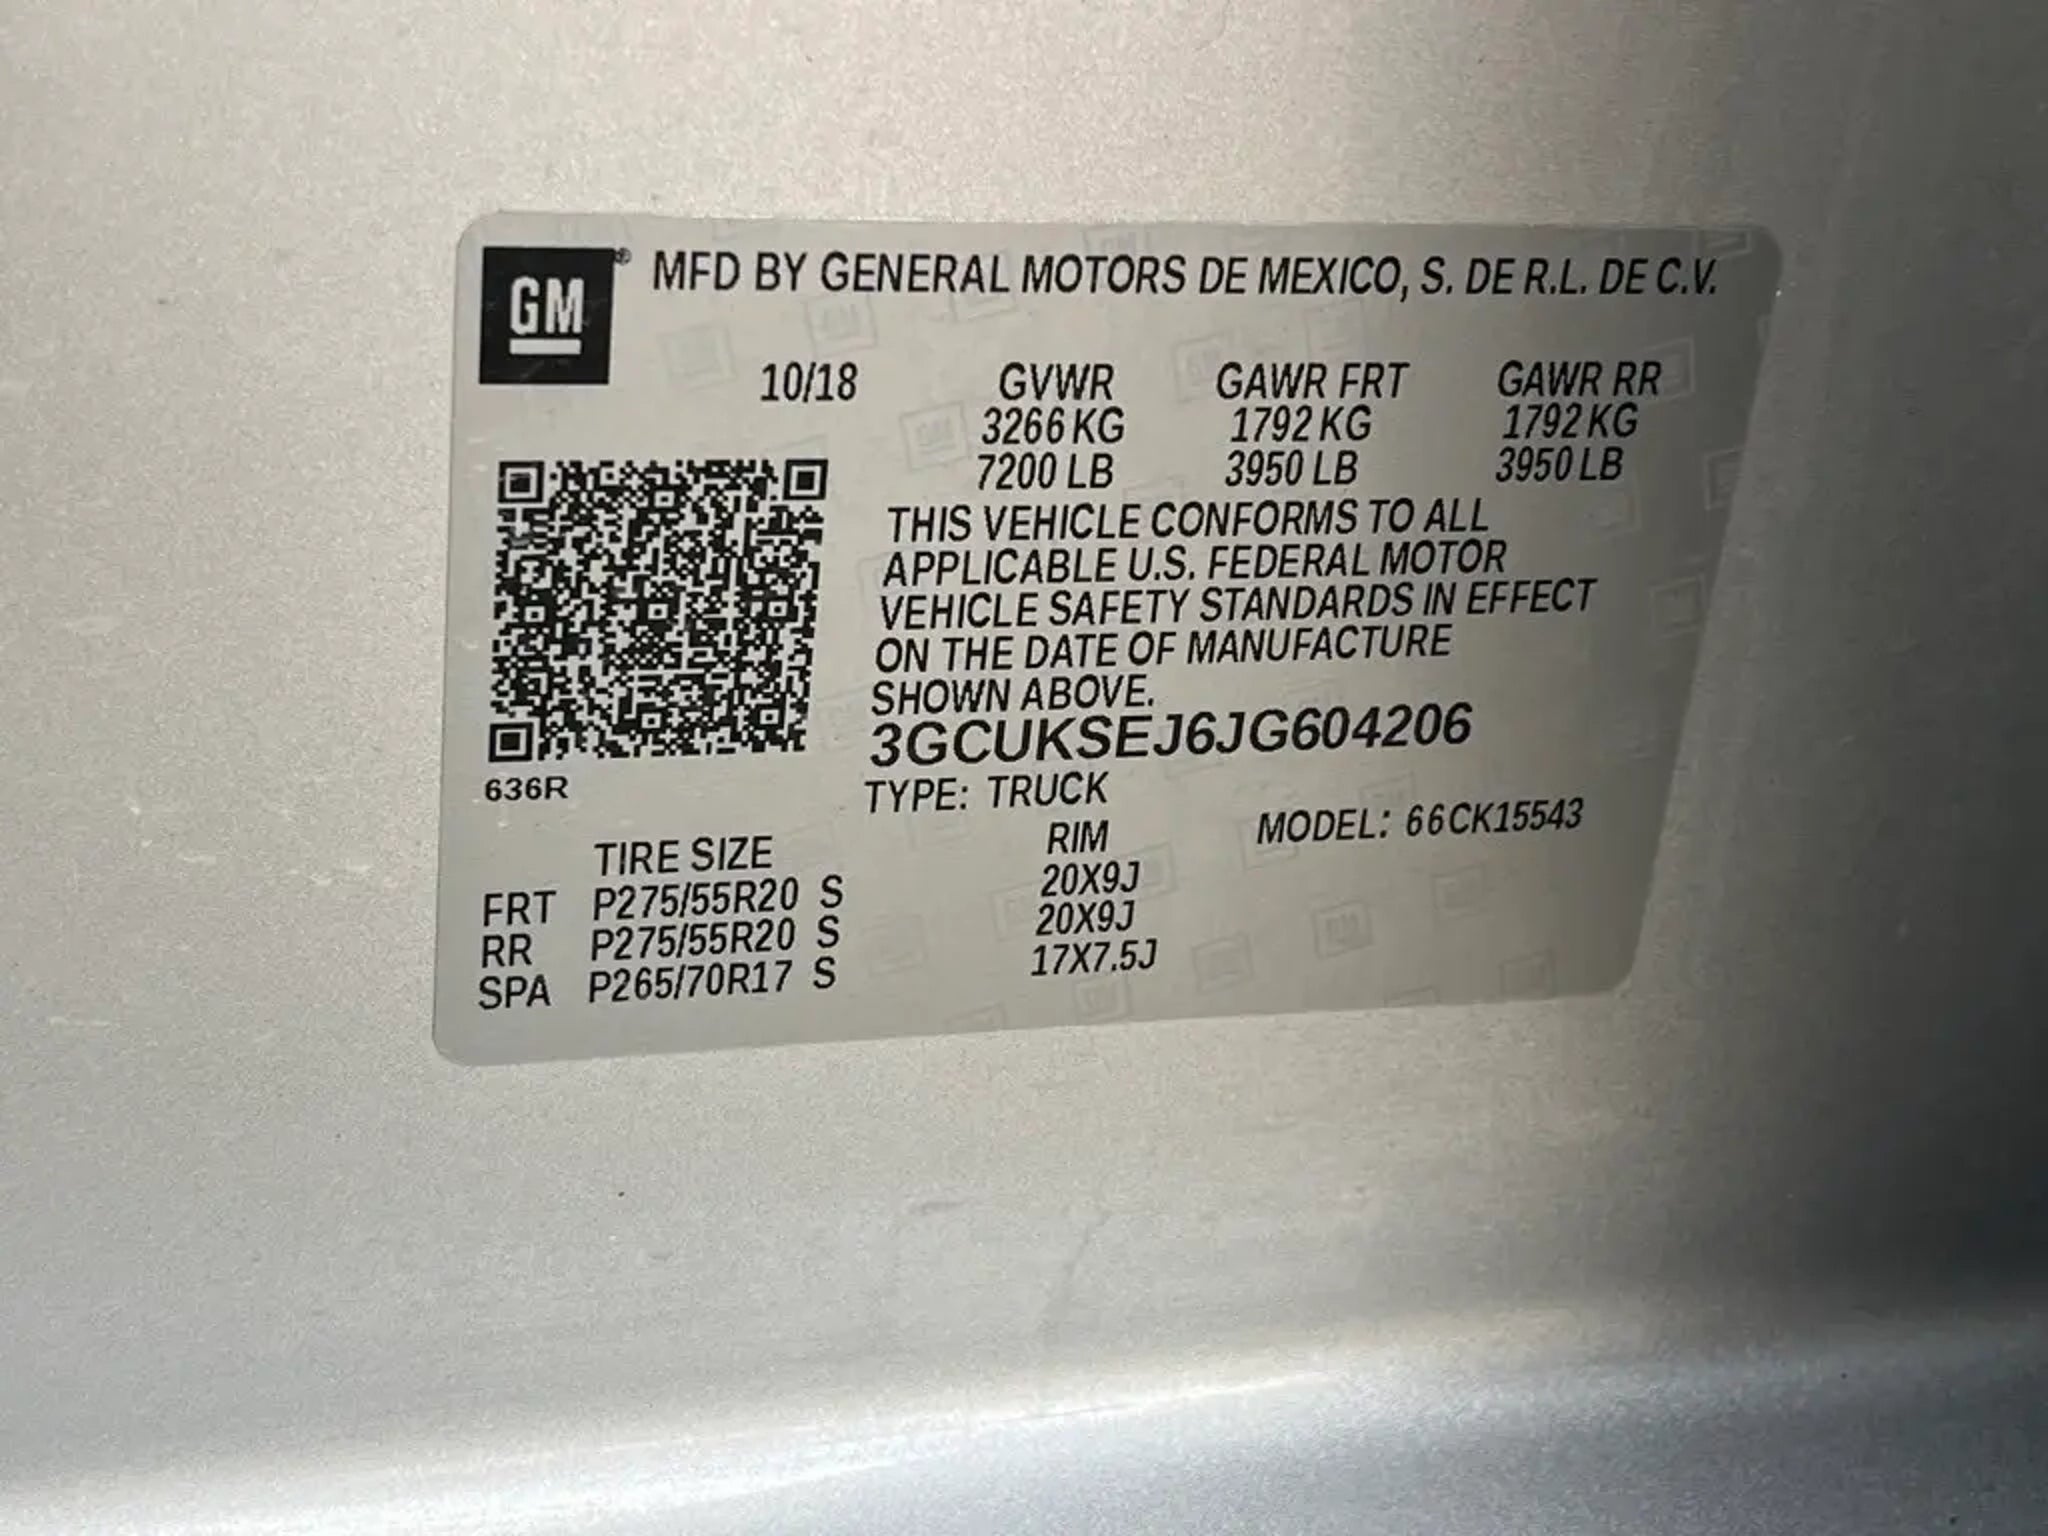 GM® MFD BY GENERAL MOTORS DE MEXICO, S. DE R.L. DE C.V.
10/18 GVWR GAWR FRT GAWR RR
3266 KG 1792 KG 1792 KG
7200 LB 3950 LB 3950 LB
THIS VEHICLE CONFORMS TO ALL
APPLICABLE U.S. FEDERAL MOTOR
VEHICLE SAFETY STANDARDS IN EFFECT
ON THE DATE OF MANUFACTURE
SHOWN ABOVE.
3GCUKSEJ6JG604206
636R
TYPE: TRUCK MODEL: 66CK15543
TIRE SIZE RIM
FRT P275/55R20 S 20X9J
RR P275/55R20 S 20X9J
SPA P265/70R17 S 17X7.5J